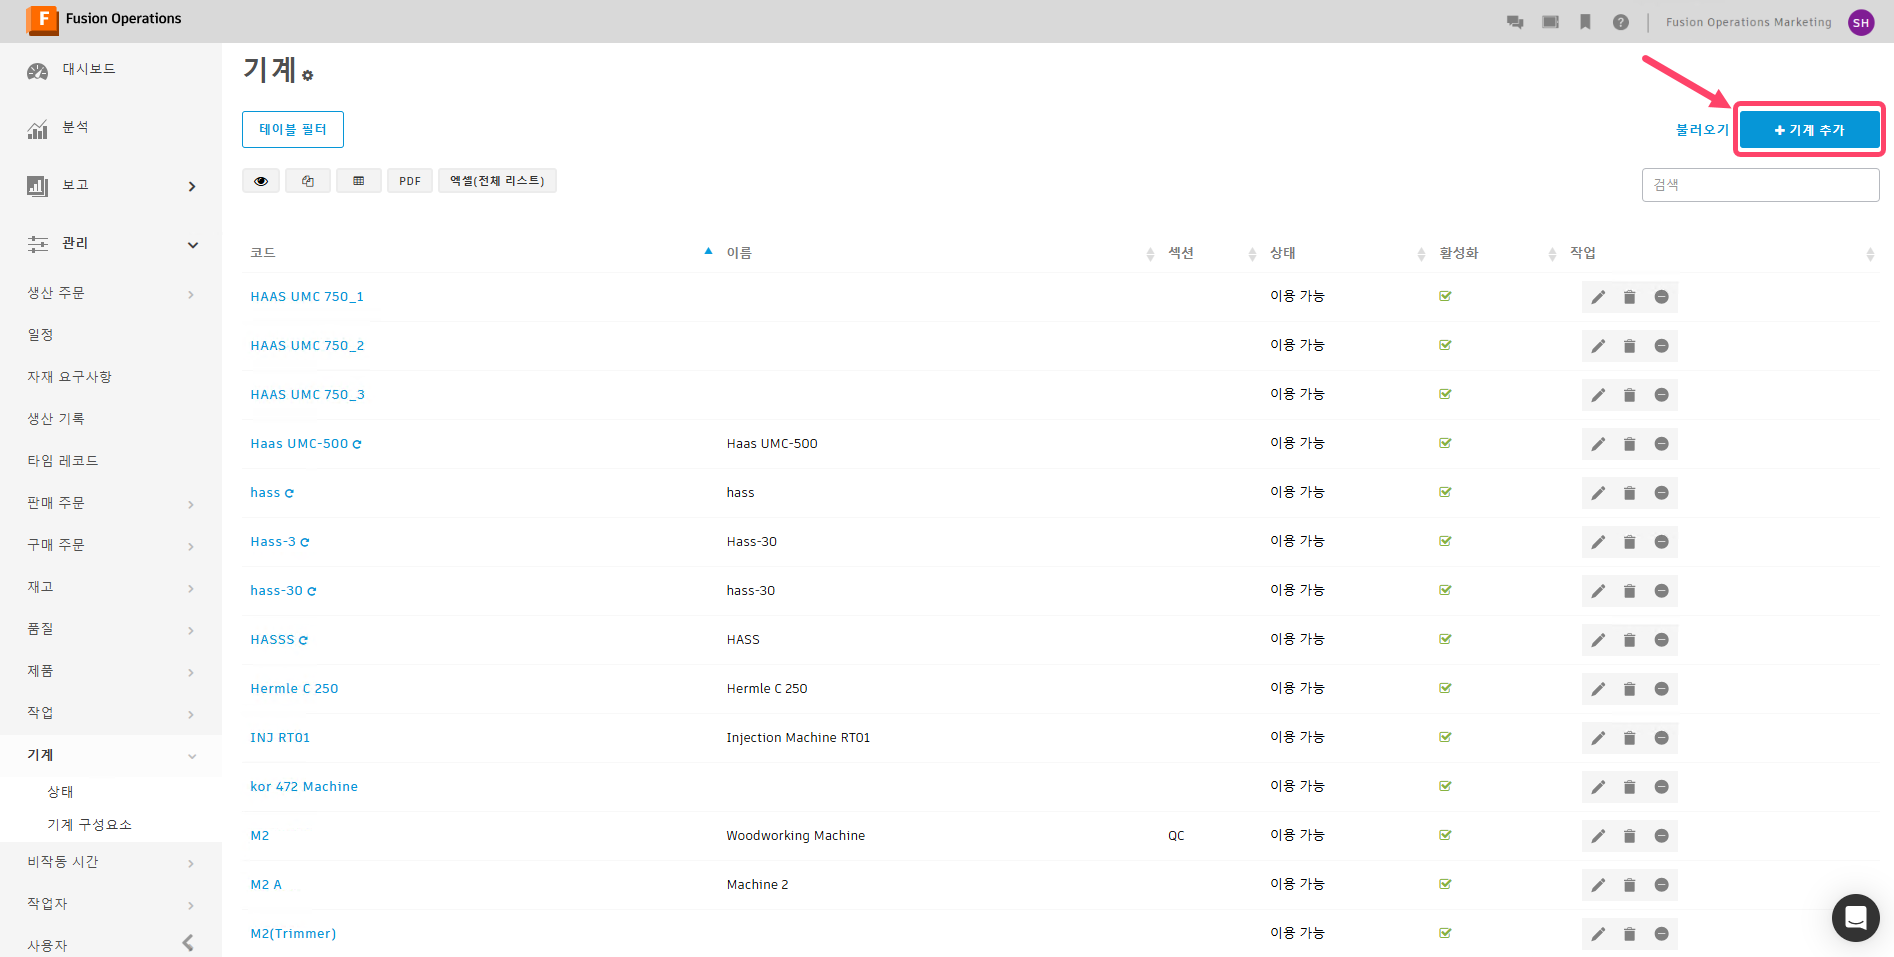 F Fusion Operations
Fusion Operations Marketing SH
대시보드
분석
보고
관리
생산 주문
일정
자재 요구사항
생산 기록
타임 레코드
판매 주문
구매 주문
재고
품질
제품
작업
기계
상태
기계 구성요소
비작동 시간
작업자
사용자
기계
테이블 필터
불러오기 + 기계 추가
PDF 엑셀(전체 리스트)
검색
코드 이름 섹션 상태 활성화 작업
HAAS UMC 750_1 이용 가능
HAAS UMC 750_2 이용 가능
HAAS UMC 750_3 이용 가능
Haas UMC-500 Haas UMC-500 이용 가능
hass hass 이용 가능
Hass-3 Hass-30 이용 가능
hass-30 hass-30 이용 가능
HASSS HASS 이용 가능
Hermle C 250 Hermle C 250 이용 가능
INJ RT01 Injection Machine RT01 이용 가능
kor 472 Machine 이용 가능
M2 Woodworking Machine QC 이용 가능
M2 A Machine 2 이용 가능
M2(Trimmer) 이용 가능